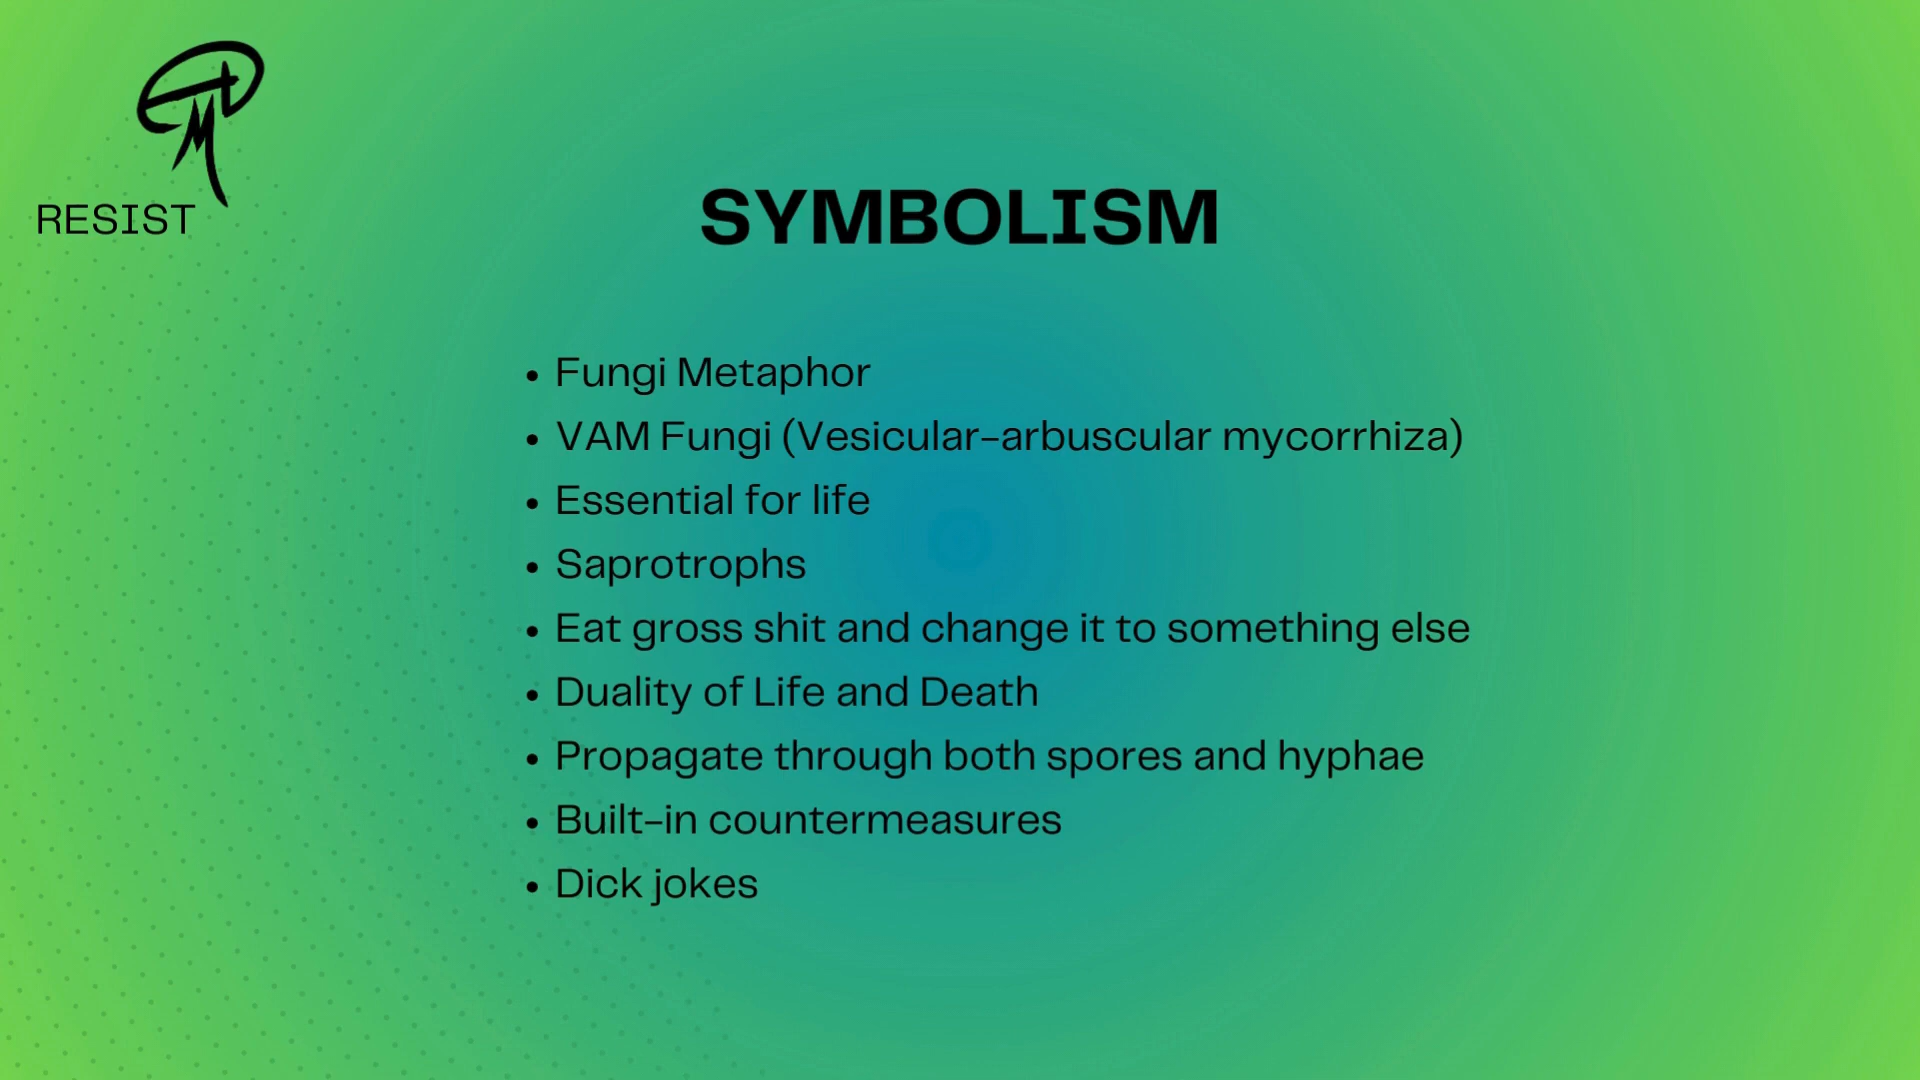 RESIST
SYMBOLISM
• Fungi Metaphor
• VAM Fungi (Vesicular-arbuscular mycorrhiza)
• Essential for life
• Saprotrophs
• Eat gross shit and change it to something else
• Duality of Life and Death
• Propagate through both spores and hyphae
• Built-in countermeasures
• Dick jokes